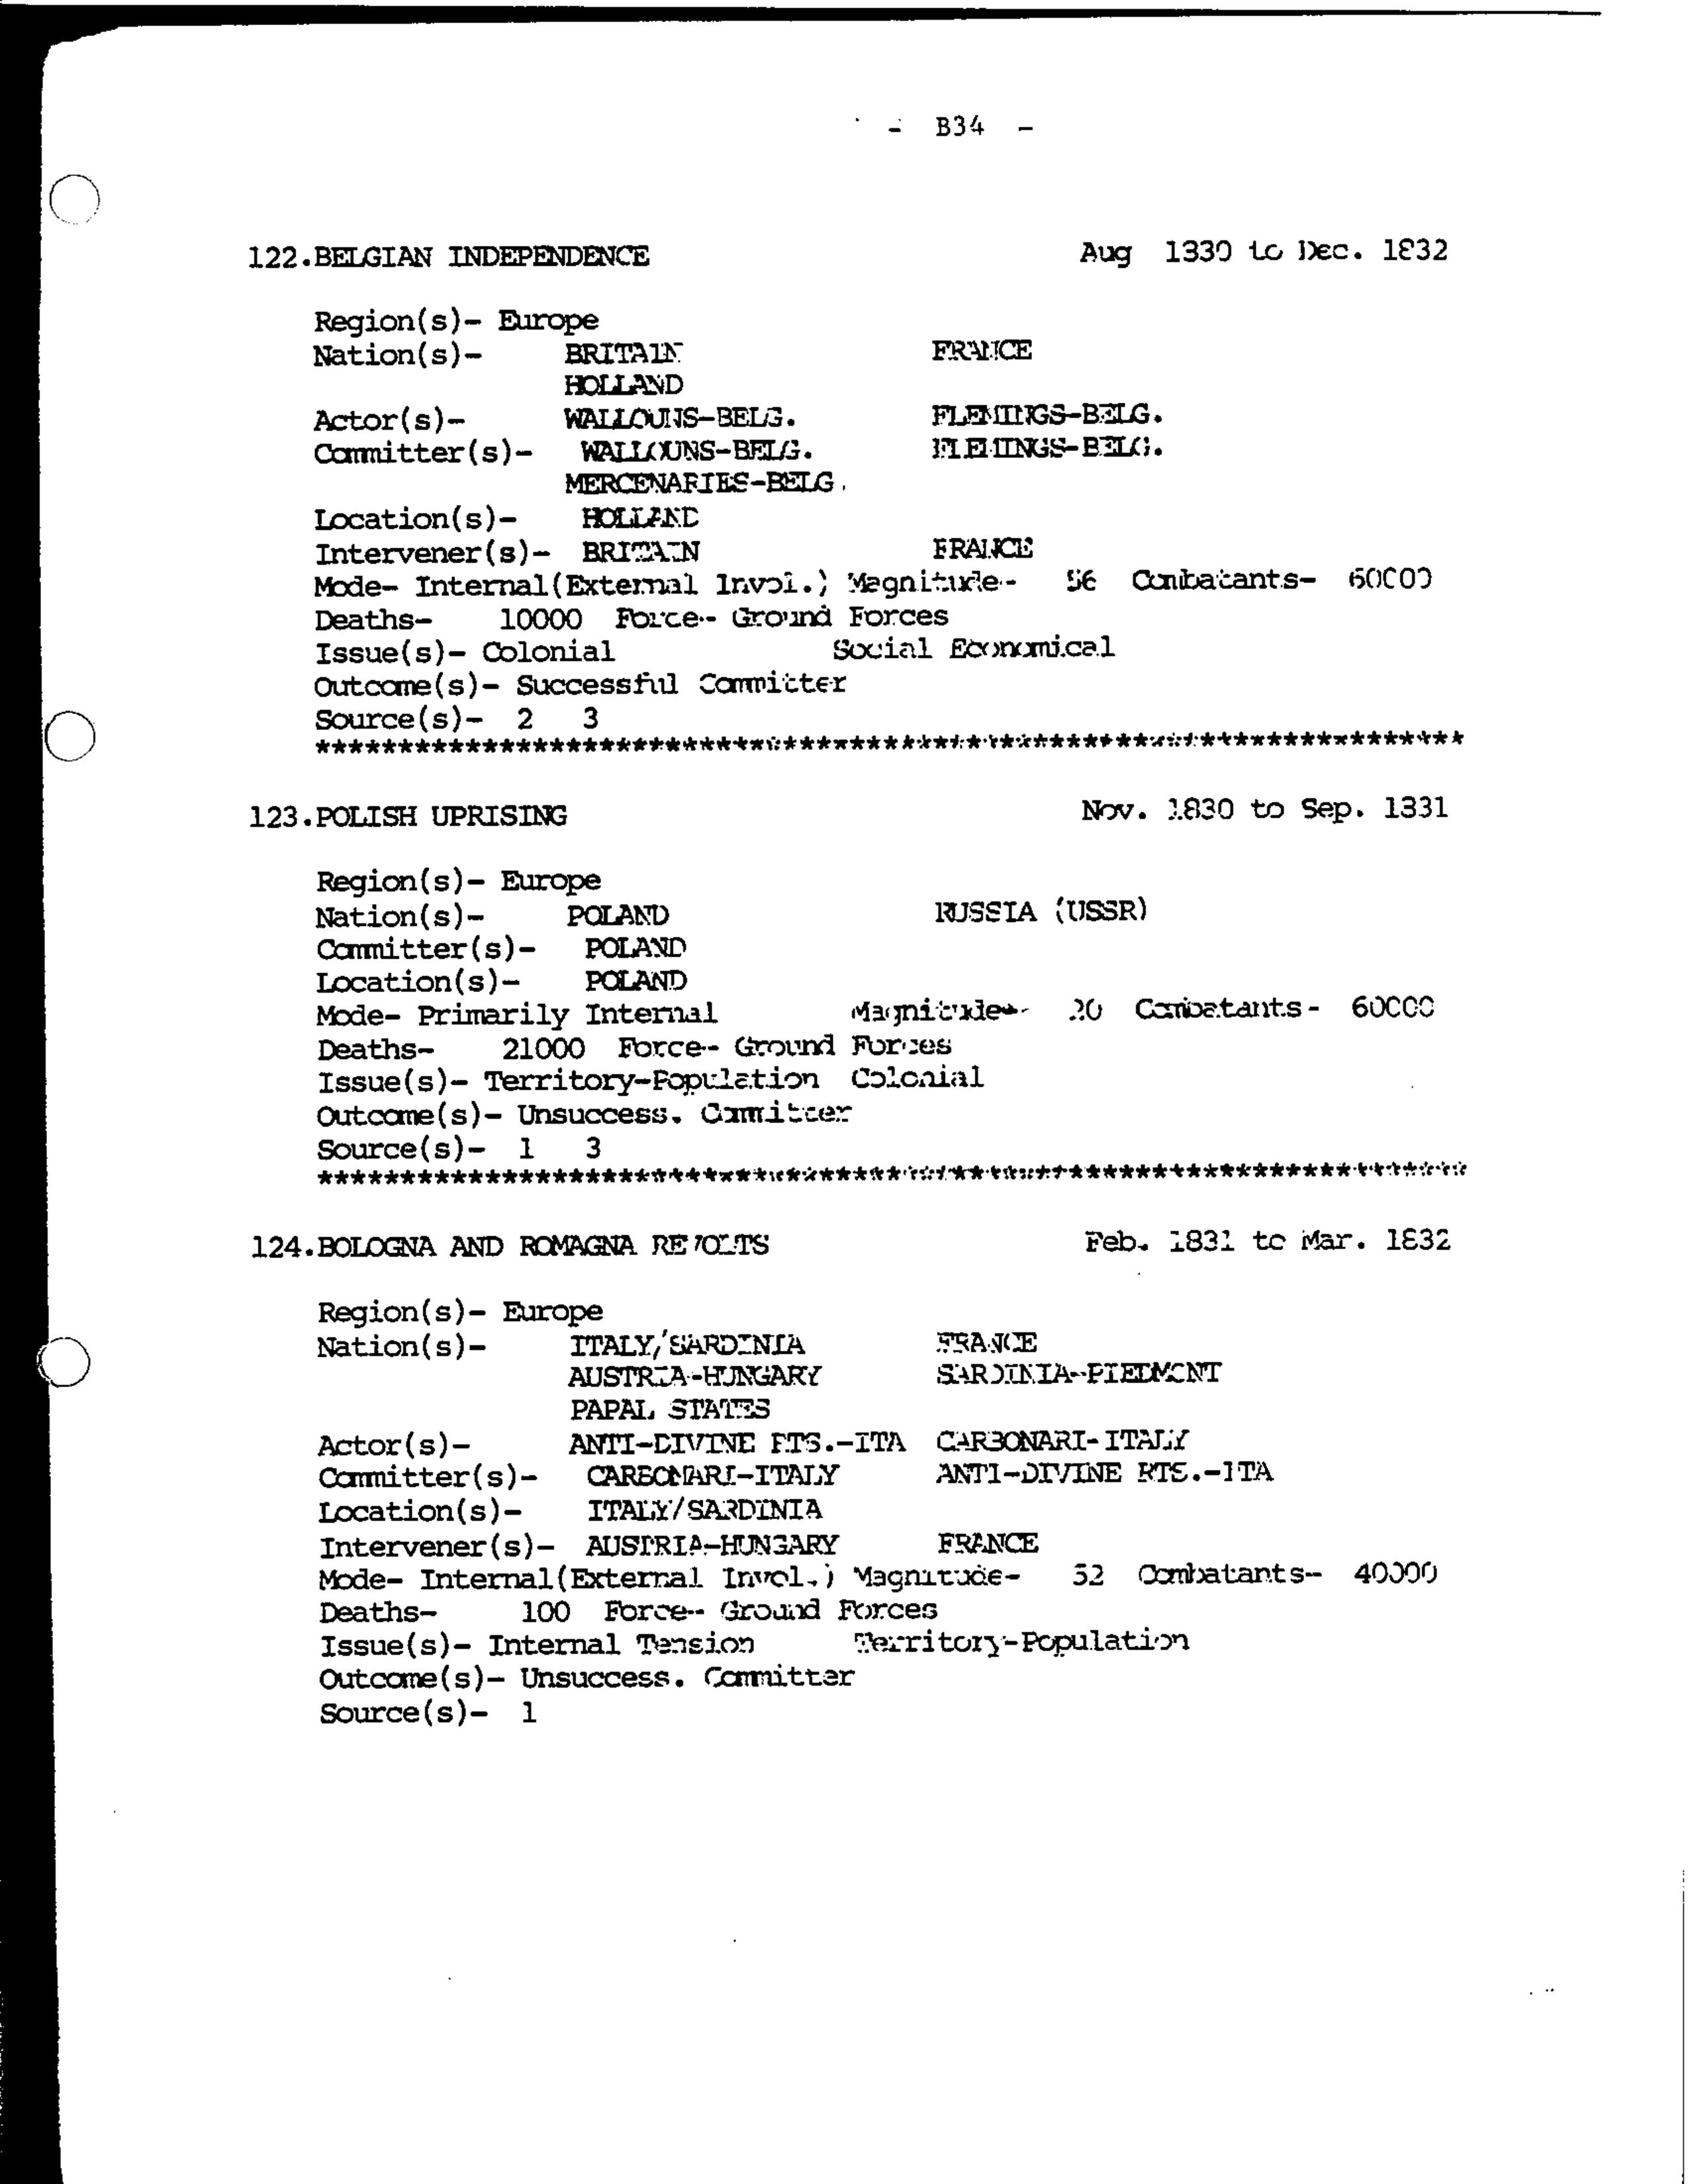 - B34 -
122.BELGIAN INDEPENDENCE Aug 1830 to Dec. 1832
Region(s)- Europe
Nation(s)- BRITAIN FRANCE
HOLLAND
Actor(s)- WALLOUNS-BELG. FLEMINGS-BELG.
Committer(s)- WALLOUNS-BELG. FLEMINGS-BELG.
MERCENARIES-BELG.
Location(s)- HOLLAND
Intervener(s)- BRITAIN FRANCE
Mode- Internal(External Invol.) Magnitude- 56 Combatants- 60000
Deaths- 10000 Force- Ground Forces
Issue(s)- Colonial Social Economical
Outcome(s)- Successful Committer
Source(s)- 2 3
********************************************************************
123.POLISH UPRISING Nov. 1830 to Sep. 1831
Region(s)- Europe
Nation(s)- POLAND RUSSIA (USSR)
Committer(s)- POLAND
Location(s)- POLAND
Mode- Primarily Internal Magnitude- 20 Combatants- 60000
Deaths- 21000 Force- Ground Forces
Issue(s)- Territory-Population Colonial
Outcome(s)- Unsuccess. Committer
Source(s)- 1 3
********************************************************************
124.BOLOGNA AND ROMAGNA REVOLTS Feb. 1831 to Mar. 1832
Region(s)- Europe
Nation(s)- ITALY/SARDINIA FRANCE
AUSTRIA-HUNGARY SARDINIA-PIEDMONT
PAPAL STATES
Actor(s)- ANTI-DIVINE RTS.-ITA CARBONARI-ITALY
Committer(s)- CARBONARI-ITALY ANTI-DIVINE RTS.-ITA
Location(s)- ITALY/SARDINIA
Intervener(s)- AUSTRIA-HUNGARY FRANCE
Mode- Internal(External Invol.) Magnitude- 52 Combatants- 40000
Deaths- 100 Force- Ground Forces
Issue(s)- Internal Tension Territory-Population
Outcome(s)- Unsuccess. Committer
Source(s)- 1